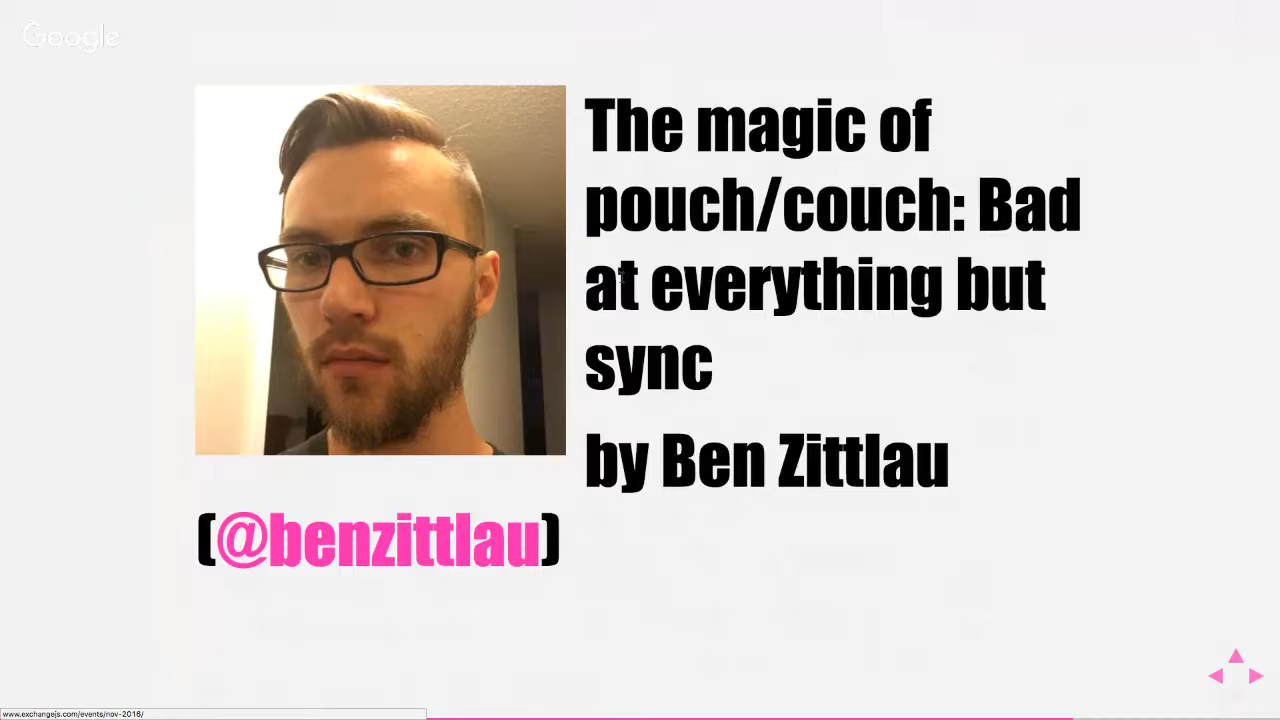 Google
The magic of
pouch/couch: Bad
at everything but
sync
by Ben Zittlau
(@benzittlau)
www.exchangejs.com/events/nov-2016/